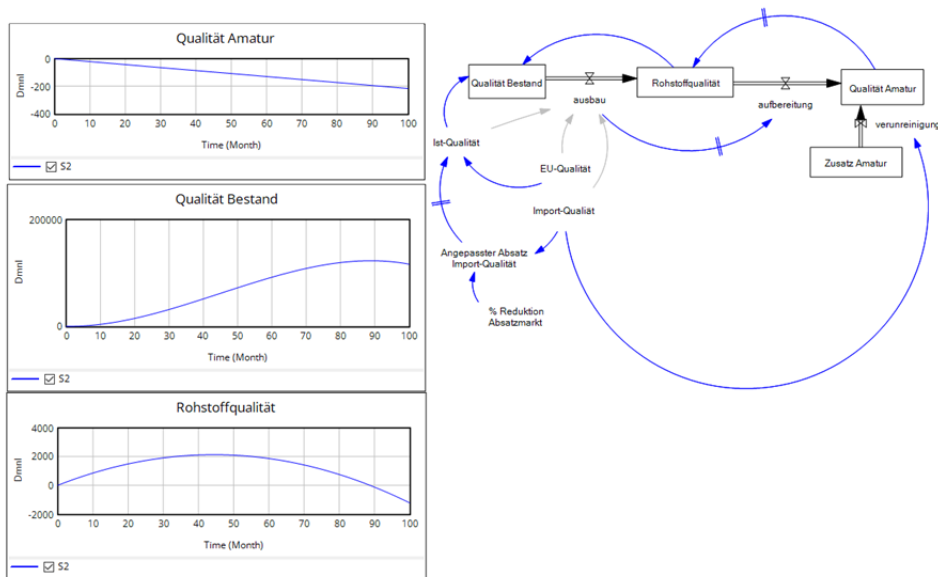 Qualität Amatur
Dmnl
0
-200
-400
0 10 20 30 40 50 60 70 80 90 100
Time (Month)
S2
Qualität Bestand
Dmnl
200000
0
0 10 20 30 40 50 60 70 80 90 100
Time (Month)
S2
Rohstoffqualität
Dmnl
4000
2000
0
-2000
0 10 20 30 40 50 60 70 80 90 100
Time (Month)
S2
Qualität Bestand
ausbau
Rohstoffqualität
aufbereitung
Qualität Amatur
verunreinigung
Zusatz Amatur
Ist-Qualität
EU-Qualität
Import-Qualiät
Angepasster Absatz
Import-Qualität
% Reduktion
Absatzmarkt